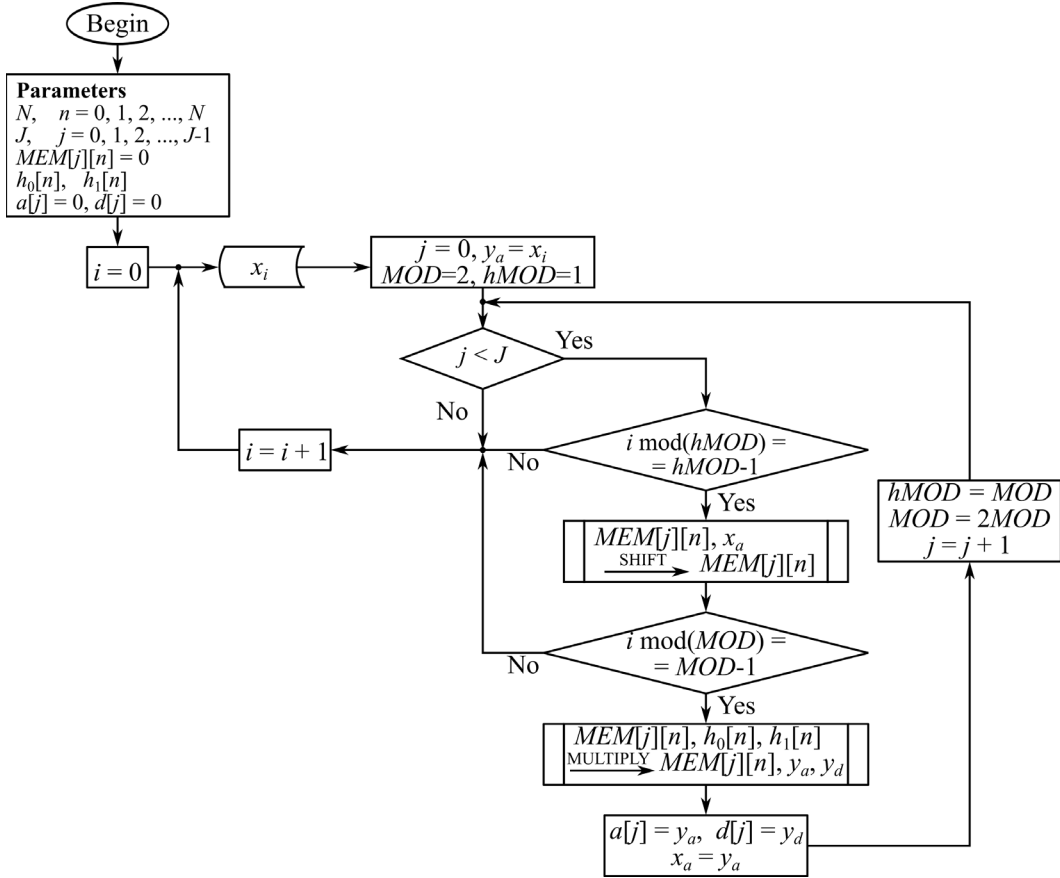 Begin
Parameters
N, n = 0, 1, 2, ..., N
J, j = 0, 1, 2, ..., J-1
MEM[j][n] = 0
h₀[n], h₁[n]
a[j] = 0, d[j] = 0
i = 0
xᵢ
j = 0, yₐ = xᵢ
MOD=2, hMOD=1
j < J
Yes
No
i = i + 1
i mod(hMOD) =
= hMOD-1
No
Yes
hMOD = MOD
MOD = 2MOD
j = j + 1
MEM[j][n], xₐ
SHIFT MEM[j][n]
i mod(MOD) =
= MOD-1
No
Yes
MEM[j][n], h₀[n], h₁[n]
MULTIPLY MEM[j][n], yₐ, y_d
a[j] = yₐ, d[j] = y_d
xₐ = yₐ